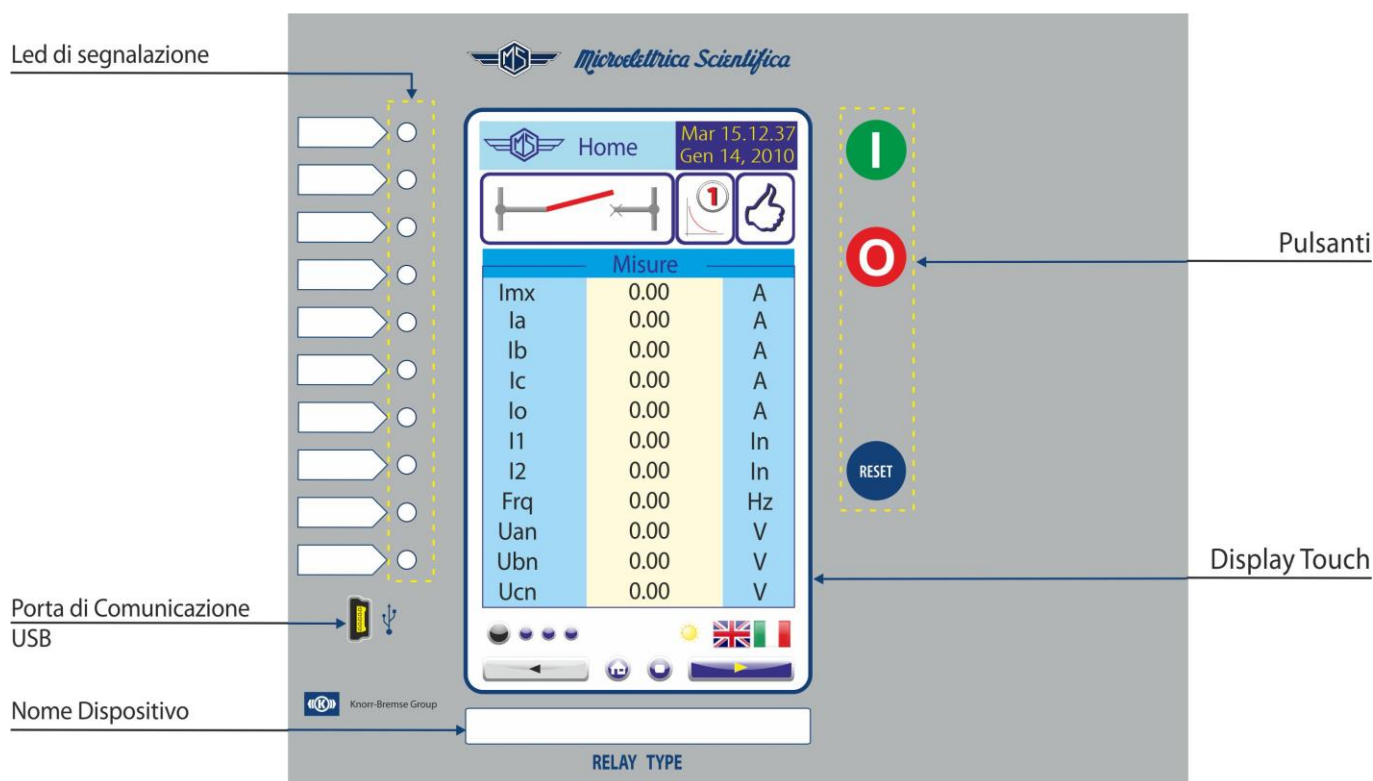 Led di segnalazione
MS Microelettrica Scientifica
MS Home
Mar 15.12.37
Gen 14, 2010
1
I
O
Pulsanti
Misure
Imx 0.00 A
Ia 0.00 A
Ib 0.00 A
Ic 0.00 A
Io 0.00 A
I1 0.00 In
I2 0.00 In
Frq 0.00 Hz
Uan 0.00 V
Ubn 0.00 V
Ucn 0.00 V
RESET
Display Touch
Porta di Comunicazione
USB
((K)) Knorr-Bremse Group
Nome Dispositivo
RELAY TYPE